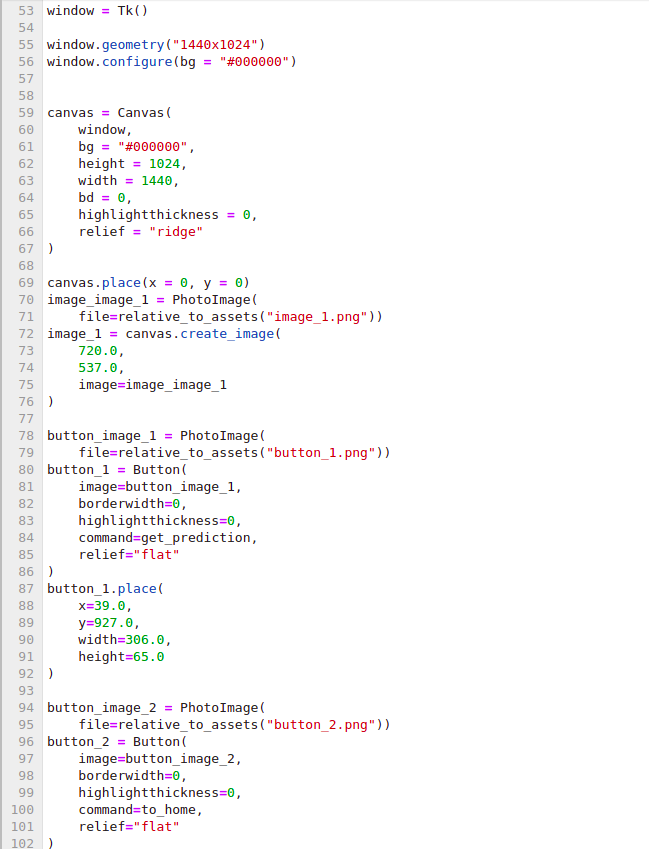 53 window = Tk()
54
55 window.geometry("1440x1024")
56 window.configure(bg = "#000000")
57
58
59 canvas = Canvas(
60     window,
61     bg = "#000000",
62     height = 1024,
63     width = 1440,
64     bd = 0,
65     highlightthickness = 0,
66     relief = "ridge"
67 )
68
69 canvas.place(x = 0, y = 0)
70 image_image_1 = PhotoImage(
71     file=relative_to_assets("image_1.png"))
72 image_1 = canvas.create_image(
73     720.0,
74     537.0,
75     image=image_image_1
76 )
77
78 button_image_1 = PhotoImage(
79     file=relative_to_assets("button_1.png"))
80 button_1 = Button(
81     image=button_image_1,
82     borderwidth=0,
83     highlightthickness=0,
84     command=get_prediction,
85     relief="flat"
86 )
87 button_1.place(
88     x=39.0,
89     y=927.0,
90     width=306.0,
91     height=65.0
92 )
93
94 button_image_2 = PhotoImage(
95     file=relative_to_assets("button_2.png"))
96 button_2 = Button(
97     image=button_image_2,
98     borderwidth=0,
99     highlightthickness=0,
100     command=to_home,
101     relief="flat"
102 )